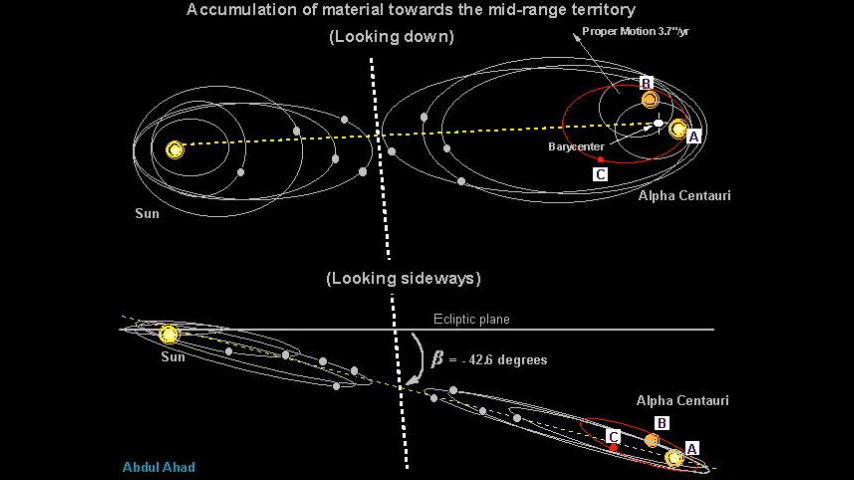 Accumulation of material towards the mid-range territory
(Looking down)
Proper Motion 3.7"/yr
B
A
Barycenter
C
Alpha Centauri
Sun
(Looking sideways)
Ecliptic plane
Sun
β = - 42.6 degrees
Alpha Centauri
B
C
A
Abdul Ahad